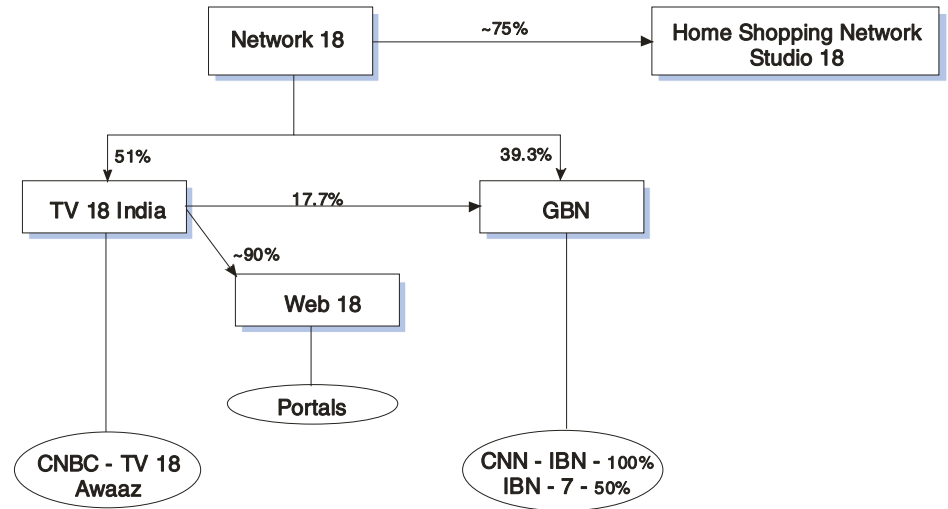 Network 18
~75%
Home Shopping Network
Studio 18
51%
39.3%
TV 18 India
17.7%
GBN
~90%
Web 18
Portals
CNBC - TV 18
Awaaz
CNN - IBN - 100%
IBN - 7 - 50%